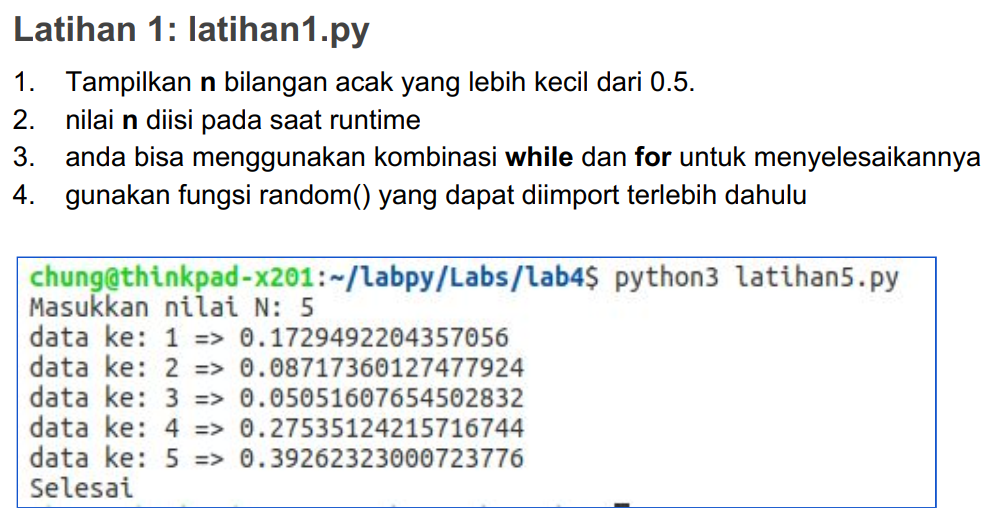 Latihan 1: latihan1.py
1. Tampilkan n bilangan acak yang lebih kecil dari 0.5.
2. nilai n diisi pada saat runtime
3. anda bisa menggunakan kombinasi while dan for untuk menyelesaikannya
4. gunakan fungsi random() yang dapat diimport terlebih dahulu
chung@thinkpad-x201:~/labpy/Labs/lab4$ python3 latihan5.py
Masukkan nilai N: 5
data ke: 1 => 0.1729492204357056
data ke: 2 => 0.08717360127477924
data ke: 3 => 0.05051607654502832
data ke: 4 => 0.27535124215716744
data ke: 5 => 0.39262323000723776
Selesai